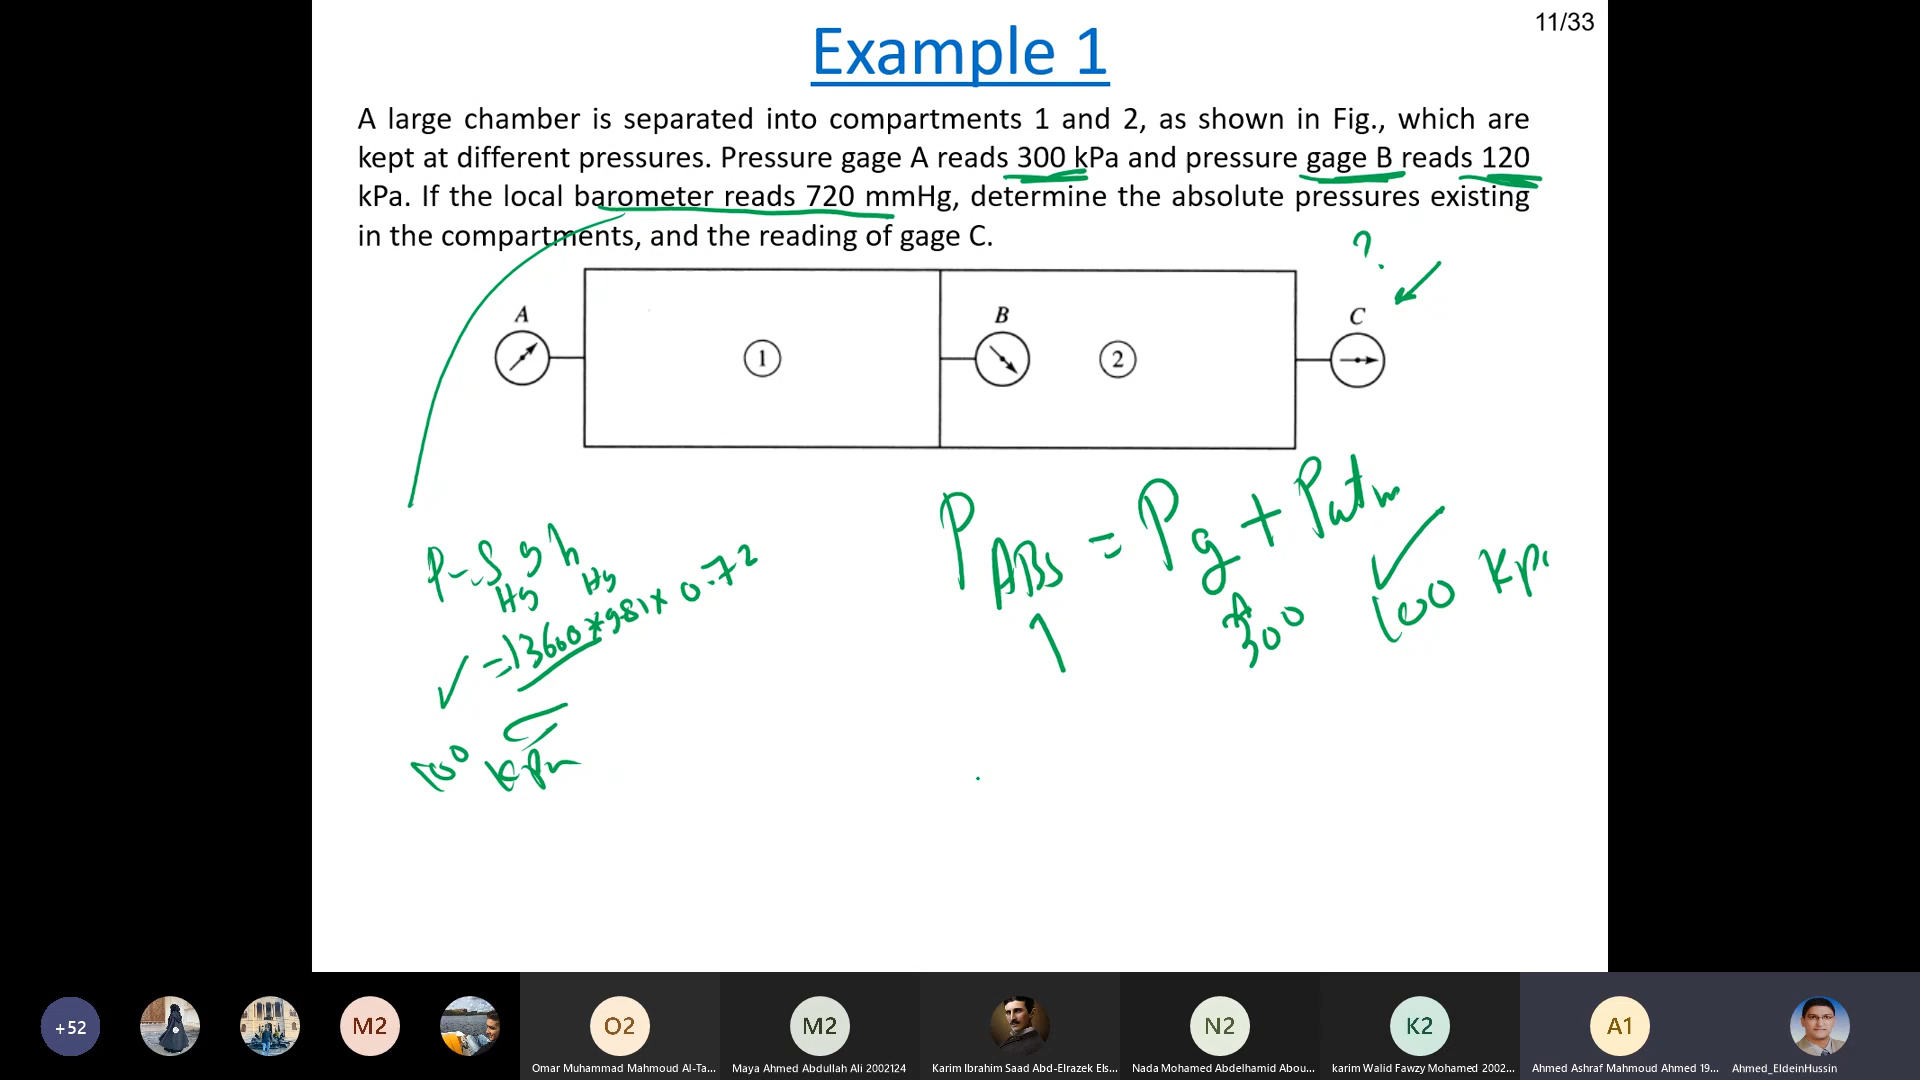 11/33
Example 1
A large chamber is separated into compartments 1 and 2, as shown in Fig., which are
kept at different pressures. Pressure gage A reads 300 kPa and pressure gage B reads 120
kPa. If the local barometer reads 720 mmHg, determine the absolute pressures existing
in the compartments, and the reading of gage C.
?
A B C
1 2
P ABS = Pg + Patm
1 A 300 100 kpa
P = ρ g h
Hg Hg
= 13600 * 9.81 x 0.72
100 kpa
+52 M2 O2 M2 N2 K2 A1
Omar Muhammad Mahmoud Al-Ta... Maya Ahmed Abdullah Ali 2002124 Karim Ibrahim Saad Abd-Elrazek Els... Nada Mohamed Abdelhamid Abou... karim Walid Fawzy Mohamed 2002... Ahmed Ashraf Mahmoud Ahmed 19... Ahmed_EldeinHussin